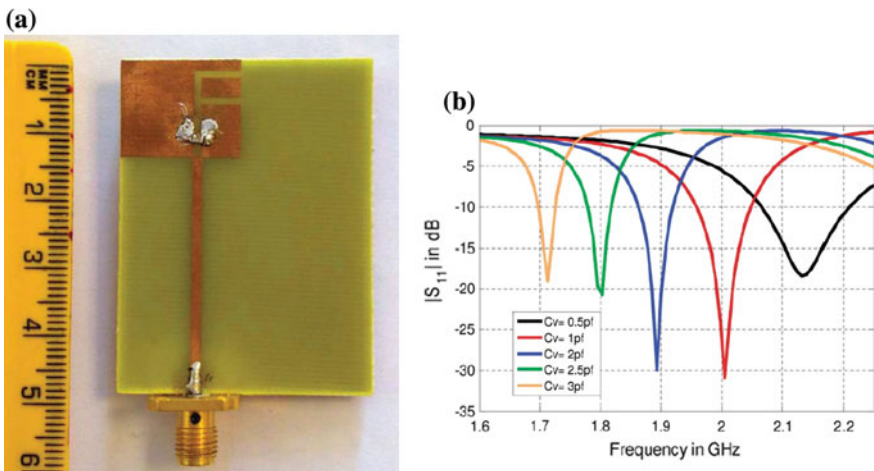 (a)
MM
CM
1
2
3
4
5
6
(b)
|S11| in dB
0
-5
-10
-15
-20
-25
-30
-35
Cv= 0.5pf
Cv= 1pf
Cv= 2pf
Cv= 2.5pf
Cv= 3pf
1.6 1.7 1.8 1.9 2 2.1 2.2
Frequency in GHz